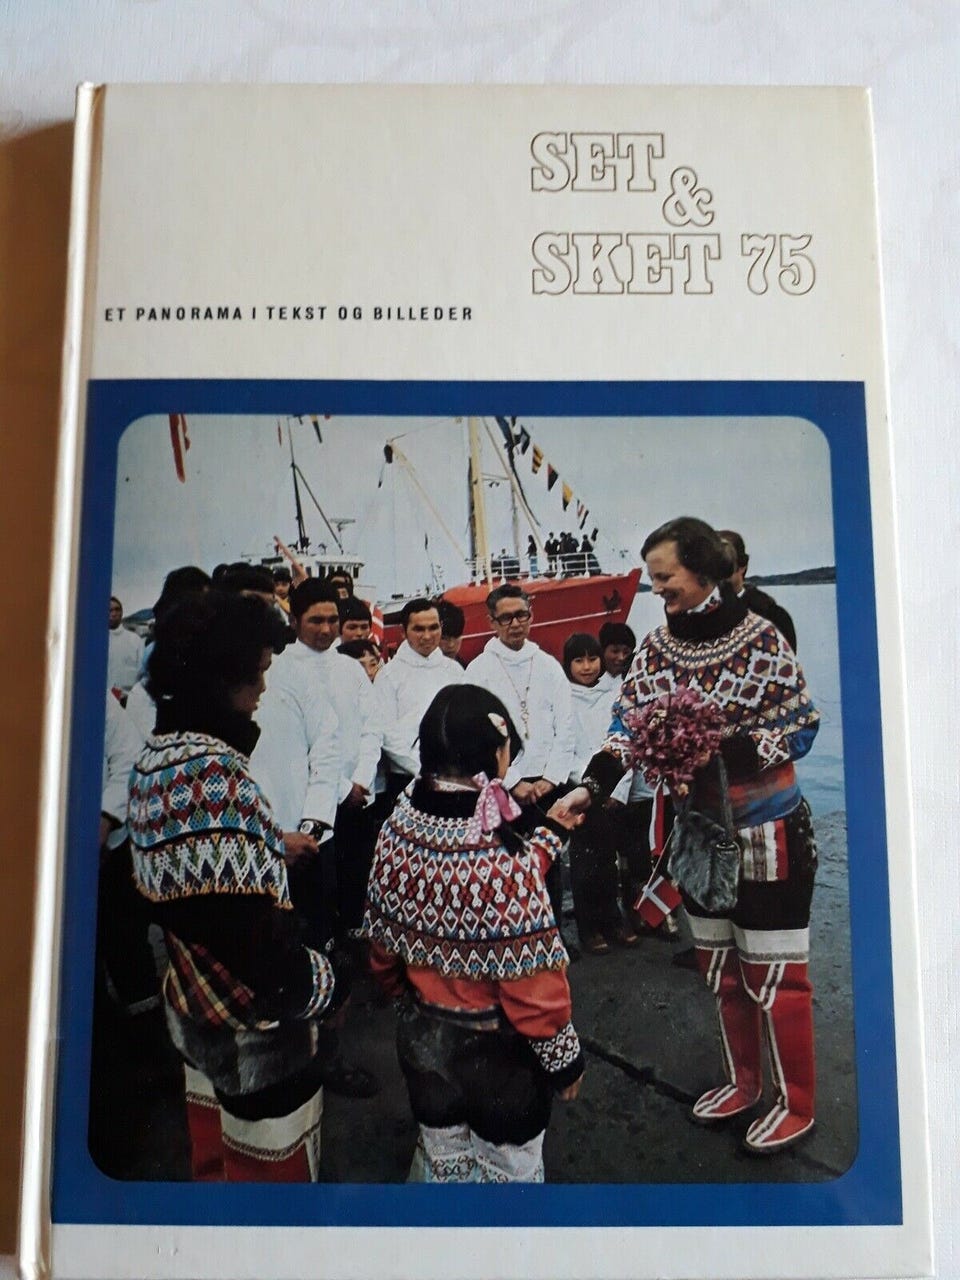 SET
&
SKET 75
ET PANORAMA I TEKST OG BILLEDER